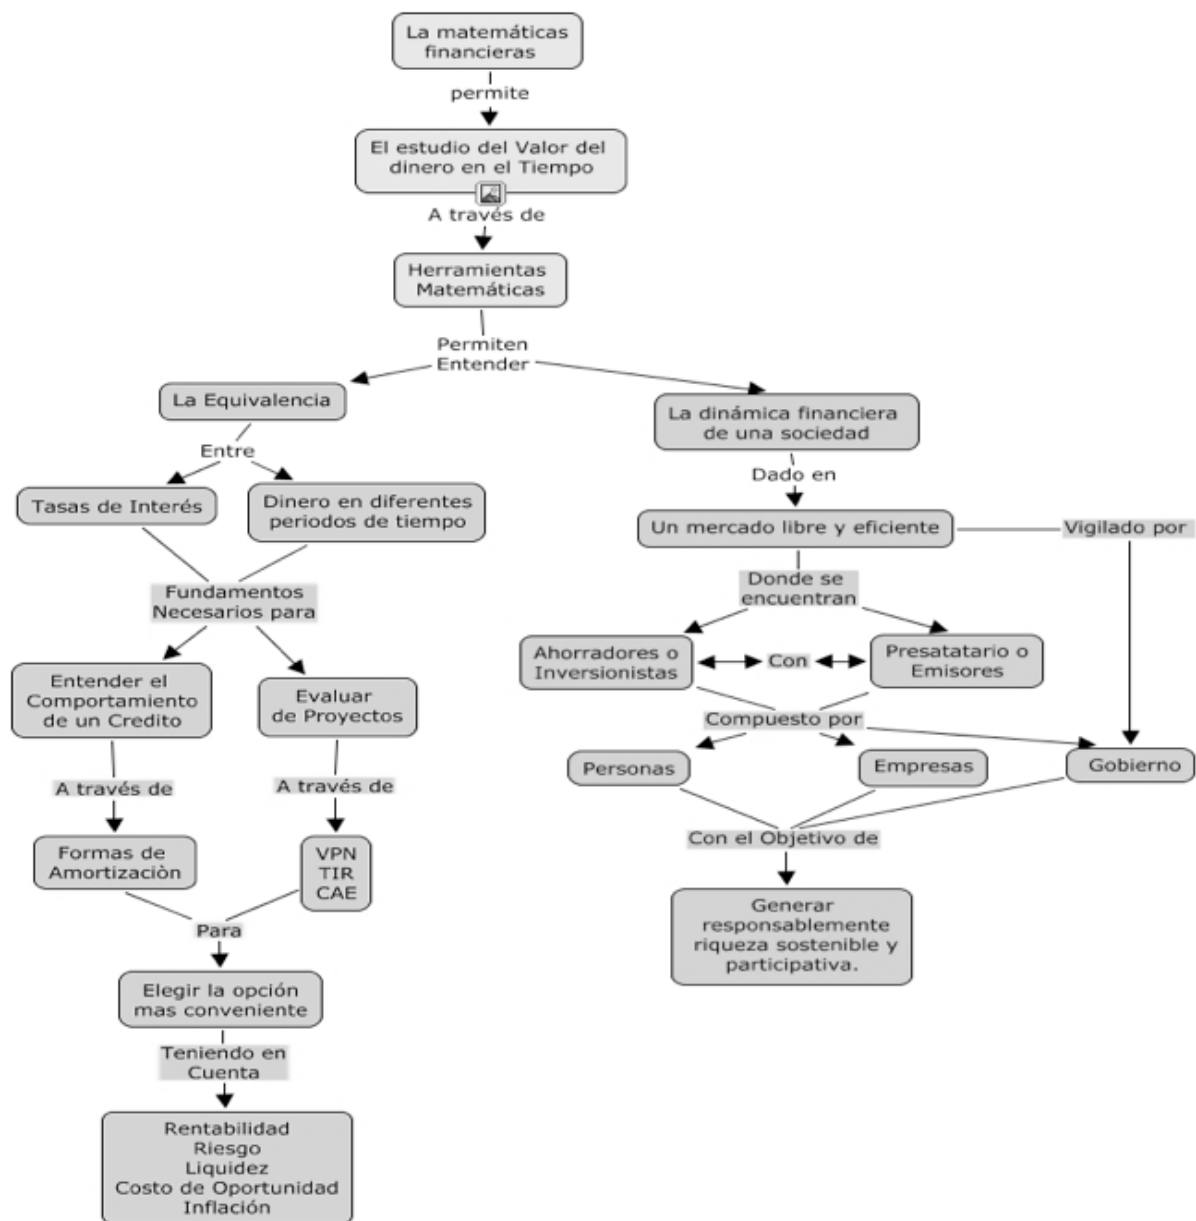 La matemáticas
financieras
permite
El estudio del Valor del
dinero en el Tiempo
A través de
Herramientas
Matemáticas
Permiten
Entender
La Equivalencia
Entre
Tasas de Interés
Dinero en diferentes
periodos de tiempo
Fundamentos
Necesarios para
Entender el
Comportamiento
de un Credito
Evaluar
de Proyectos
A través de
A través de
Formas de
Amortizaciòn
VPN
TIR
CAE
Para
Elegir la opción
mas conveniente
Teniendo en
Cuenta
Rentabilidad
Riesgo
Liquidez
Costo de Oportunidad
Inflación
La dinámica financiera
de una sociedad
Dado en
Un mercado libre y eficiente
Vigilado por
Donde se
encuentran
Ahorradores o
Inversionistas
Con
Presatatario o
Emisores
Compuesto por
Personas
Empresas
Gobierno
Con el Objetivo de
Generar
responsablemente
riqueza sostenible y
participativa.